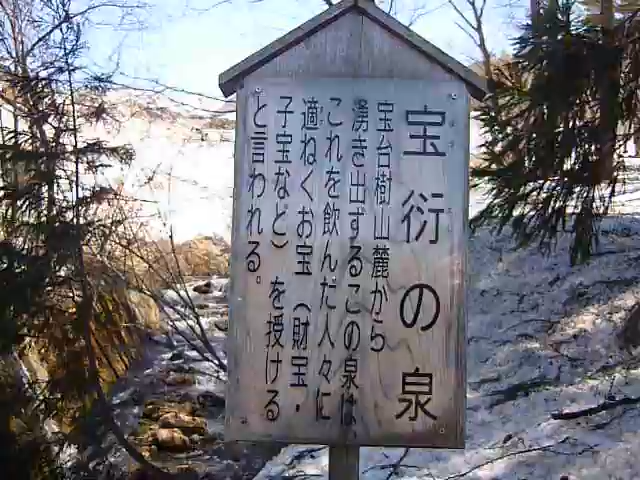 宝衍の泉
宝台樹山麓から
湧き出ずるこの泉は、
これを飲んだ人々に
適ねくお宝（財宝・
子宝など）を授ける
と言われる。